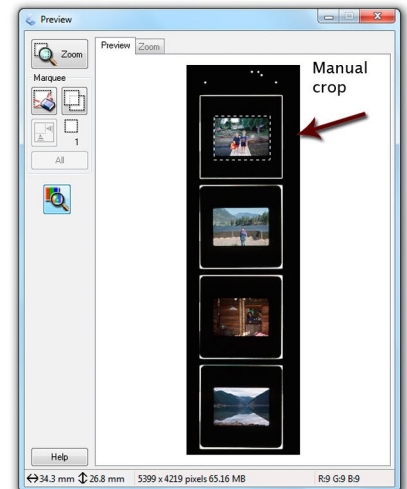 Preview
Zoom
Preview Zoom
Marquee
1
All
Manual
crop
Help
34.3 mm 26.8 mm 5399 x 4219 pixels 65.16 MB R:9 G:9 B:9